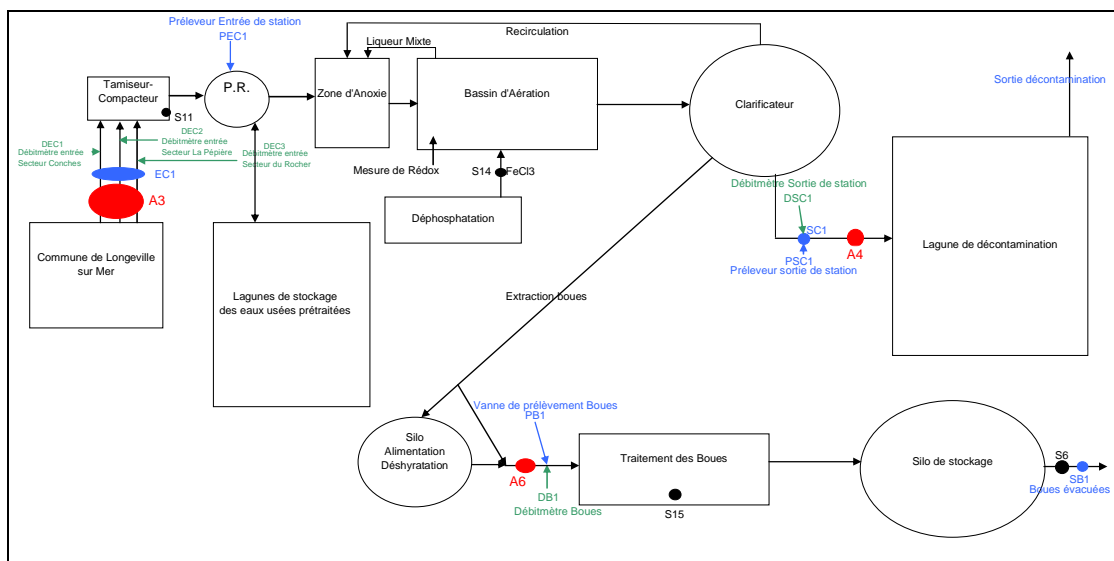 Préleveur Entrée de station
PEC1
Recirculation
Liqueur Mixte
Tamiseur-
Compacteur
P.R.
Zone d'Anoxie
Bassin d'Aération
Clarificateur
Sortie décontamination
S11
DEC1
Débitmètre entrée
Secteur Conches
DEC2
Débitmètre entrée
Secteur La Pépière
DEC3
Débitmètre entrée
Secteur du Rocher
EC1
A3
Mesure de Rédox
S14
FeCl3
Déphosphatation
Débitmètre Sortie de station
DSC1
SC1
PSC1
Préleveur sortie de station
A4
Lagune de décontamination
Commune de Longeville
sur Mer
Lagunes de stockage
des eaux usées prétraitées
Extraction boues
Vanne de prélèvement Boues
PB1
Silo
Alimentation
Déshyratation
A6
DB1
Débitmètre Boues
Traitement des Boues
S15
Silo de stockage
S6
SB1
Boues évacuées